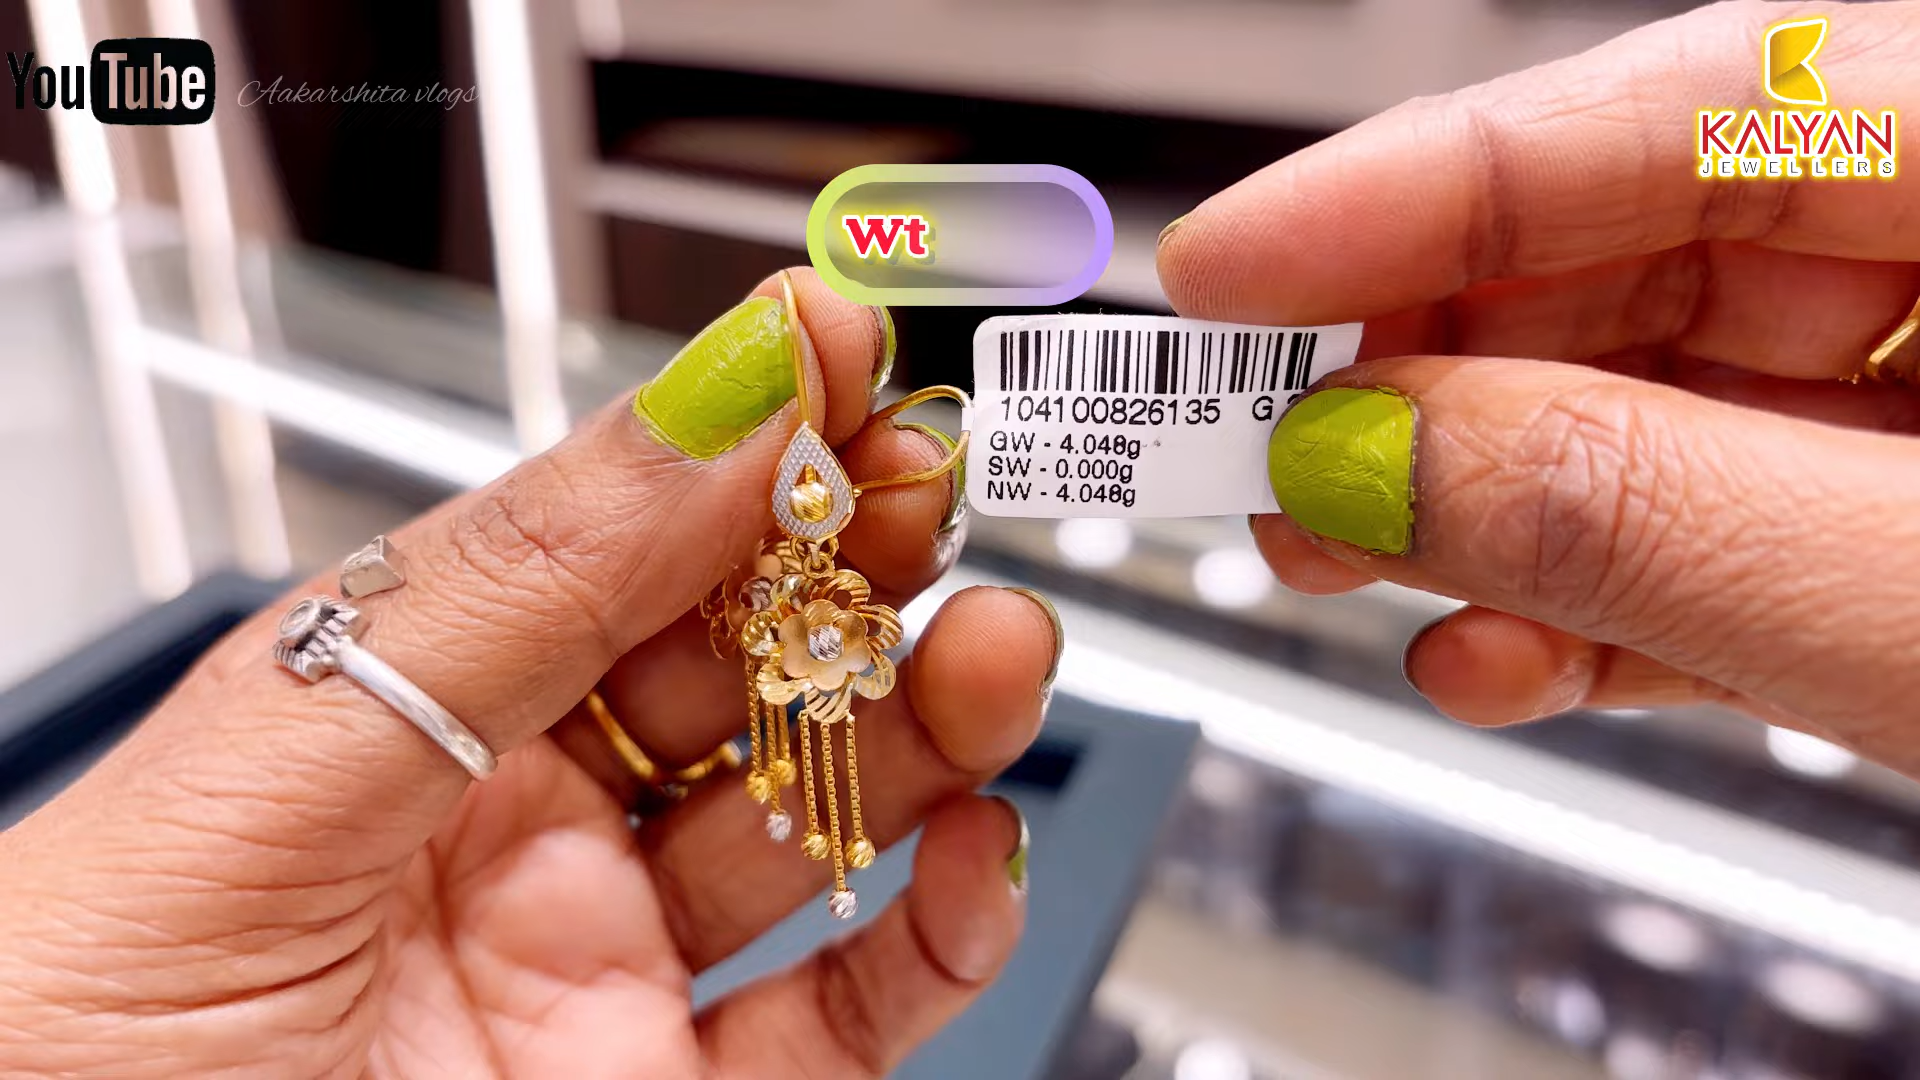 YouTube
Aakarshita vlogs
KALYAN
JEWELLERS
Wt
104100826135 G
GW - 4.048g
SW - 0.000g
NW - 4.048g